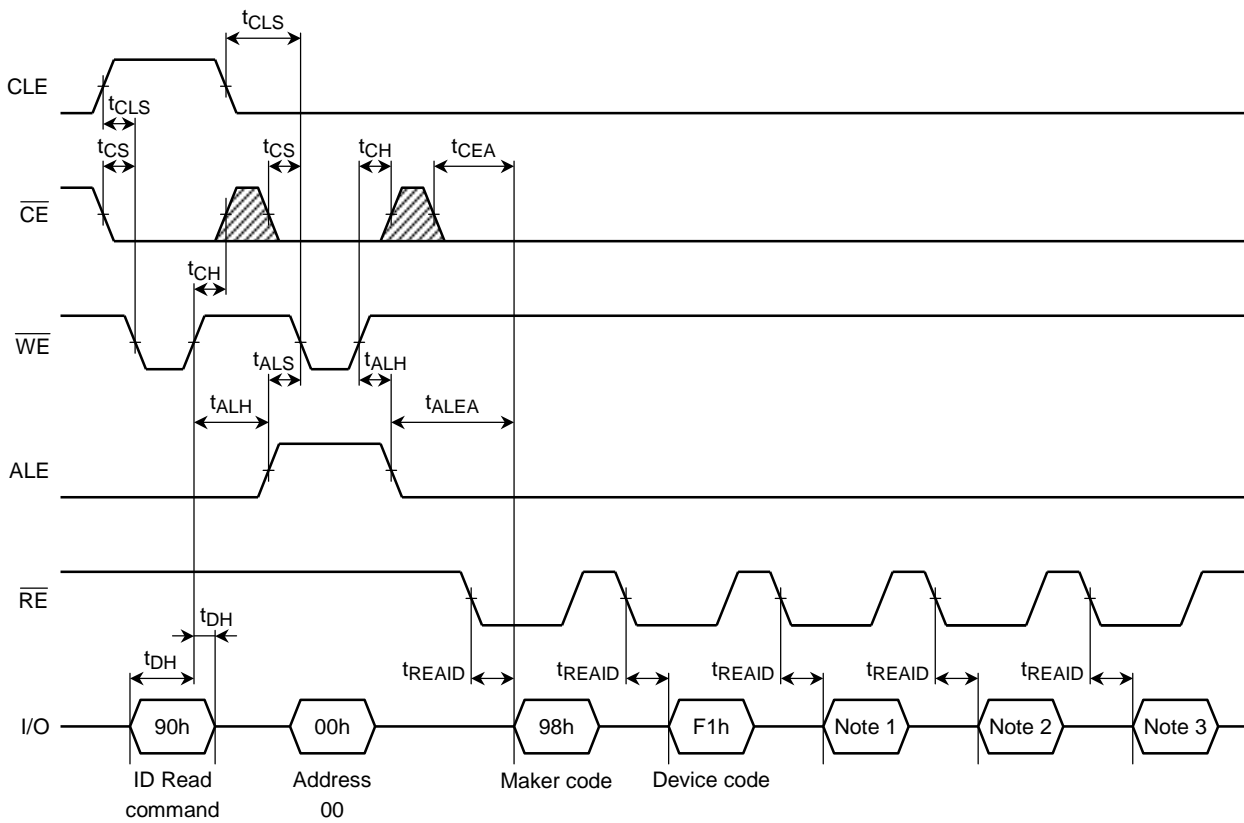 tCLS
CLE
tCLS
tCS tCS tCH tCEA
CE
tCH
WE
tALS tALH
tALH tALEA
ALE
RE
tDH
tDH tREAID tREAID tREAID tREAID tREAID
I/O 90h 00h 98h F1h Note 1 Note 2 Note 3
ID Read Address Maker code Device code
command 00